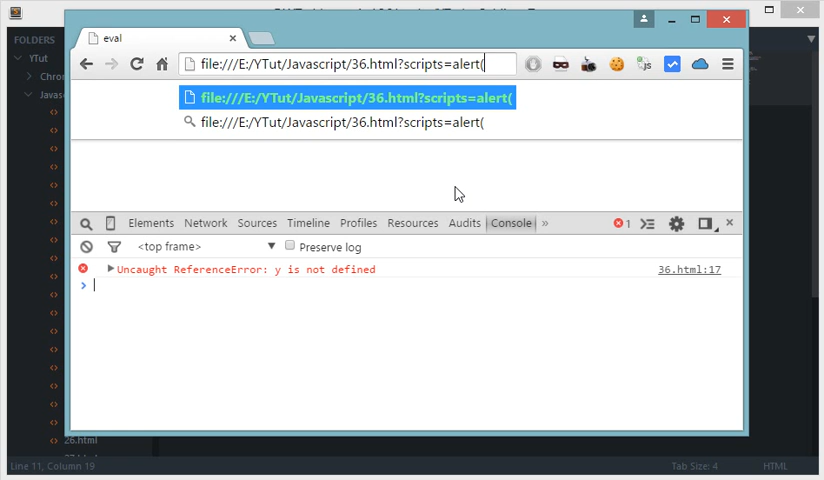 eval
file:///E:/YTut/Javascript/36.html?scripts=alert(
file:///E:/YTut/Javascript/36.html?scripts=alert(
file:///E:/YTut/Javascript/36.html?scripts=alert(
FOLDERS
YTut
Chro
Javas
Elements Network Sources Timeline Profiles Resources Audits Console » 1
<top frame> Preserve log
Uncaught ReferenceError: y is not defined 36.html:17
26.html
Line 11, Column 19 Tab Size: 4 HTML